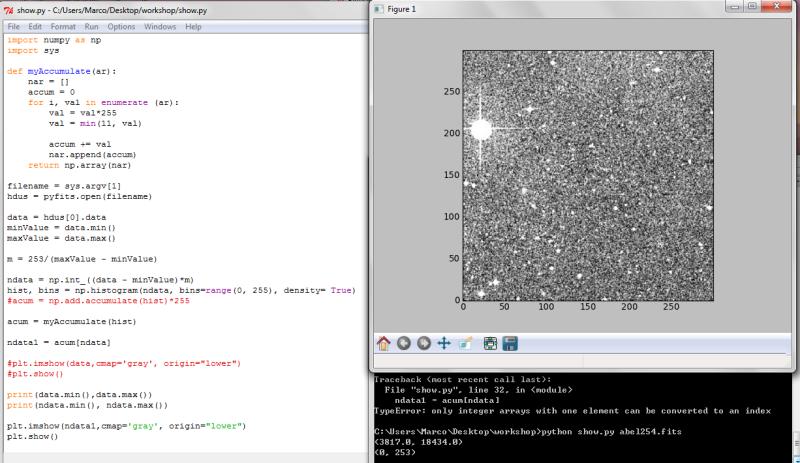 show.py - C:/Users/Marco/Desktop/workshop/show.py
File Edit Format Run Options Windows Help
import numpy as np
import sys
def myAccumulate(ar):
nar = []
accum = 0
for i, val in enumerate (ar):
val = val*255
val = min(11, val)
accum += val
nar.append(accum)
return np.array(nar)
filename = sys.argv[1]
hdus = pyfits.open(filename)
data = hdus[0].data
minValue = data.min()
maxValue = data.max()
m = 253/(maxValue - minValue)
ndata = np.int_((data - minValue)*m)
hist, bins = np.histogram(ndata, bins=range(0, 255), density= True)
#acum = np.add.accumulate(hist)*255
acum = myAccumulate(hist)
ndata1 = acum[ndata]
#plt.imshow(data,cmap='gray', origin="lower")
#plt.show()
print(data.min(),data.max())
print(ndata.min(), ndata.max())
plt.imshow(ndata1,cmap='gray', origin="lower")
plt.show()
Figure 1
250
200
150
100
50
0
0 50 100 150 200 250
Traceback (most recent call last):
File "show.py", line 32, in <module>
ndata1 = acum[ndata]
TypeError: only integer arrays with one element can be converted to an index
C:\Users\Marco\Desktop\workshop>python show.py abel254.fits
(3817.0, 18434.0)
(0, 253)